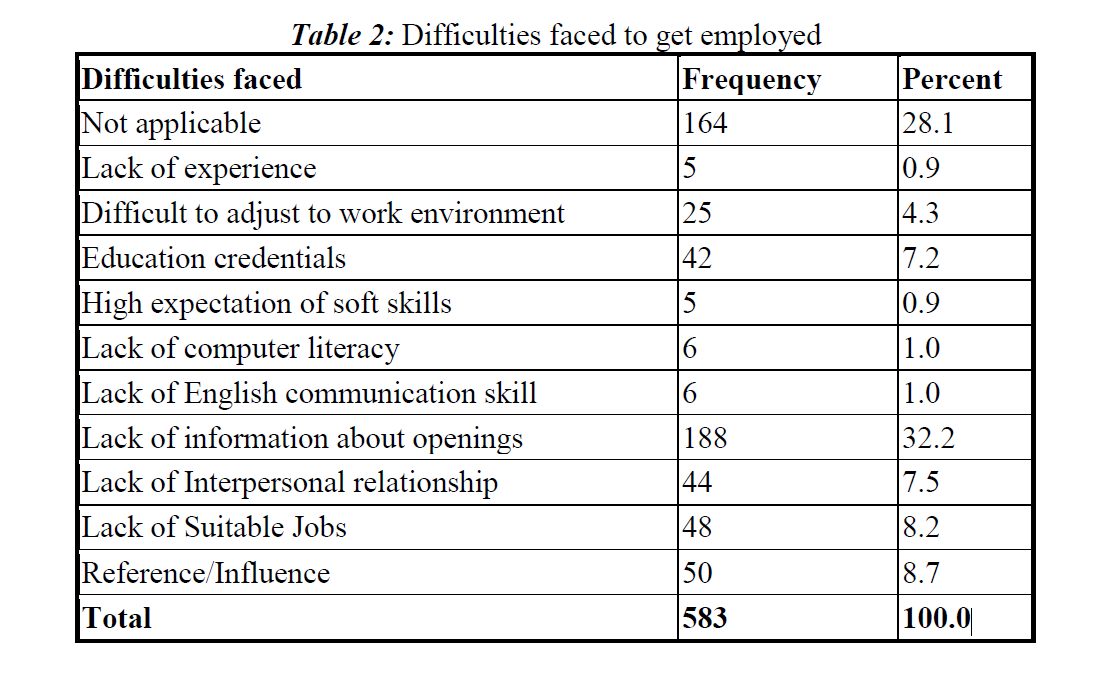 Table 2: Difficulties faced to get employed
Difficulties faced Frequency Percent
Not applicable 164 28.1
Lack of experience 5 0.9
Difficult to adjust to work environment 25 4.3
Education credentials 42 7.2
High expectation of soft skills 5 0.9
Lack of computer literacy 6 1.0
Lack of English communication skill 6 1.0
Lack of information about openings 188 32.2
Lack of Interpersonal relationship 44 7.5
Lack of Suitable Jobs 48 8.2
Reference/Influence 50 8.7
Total 583 100.0